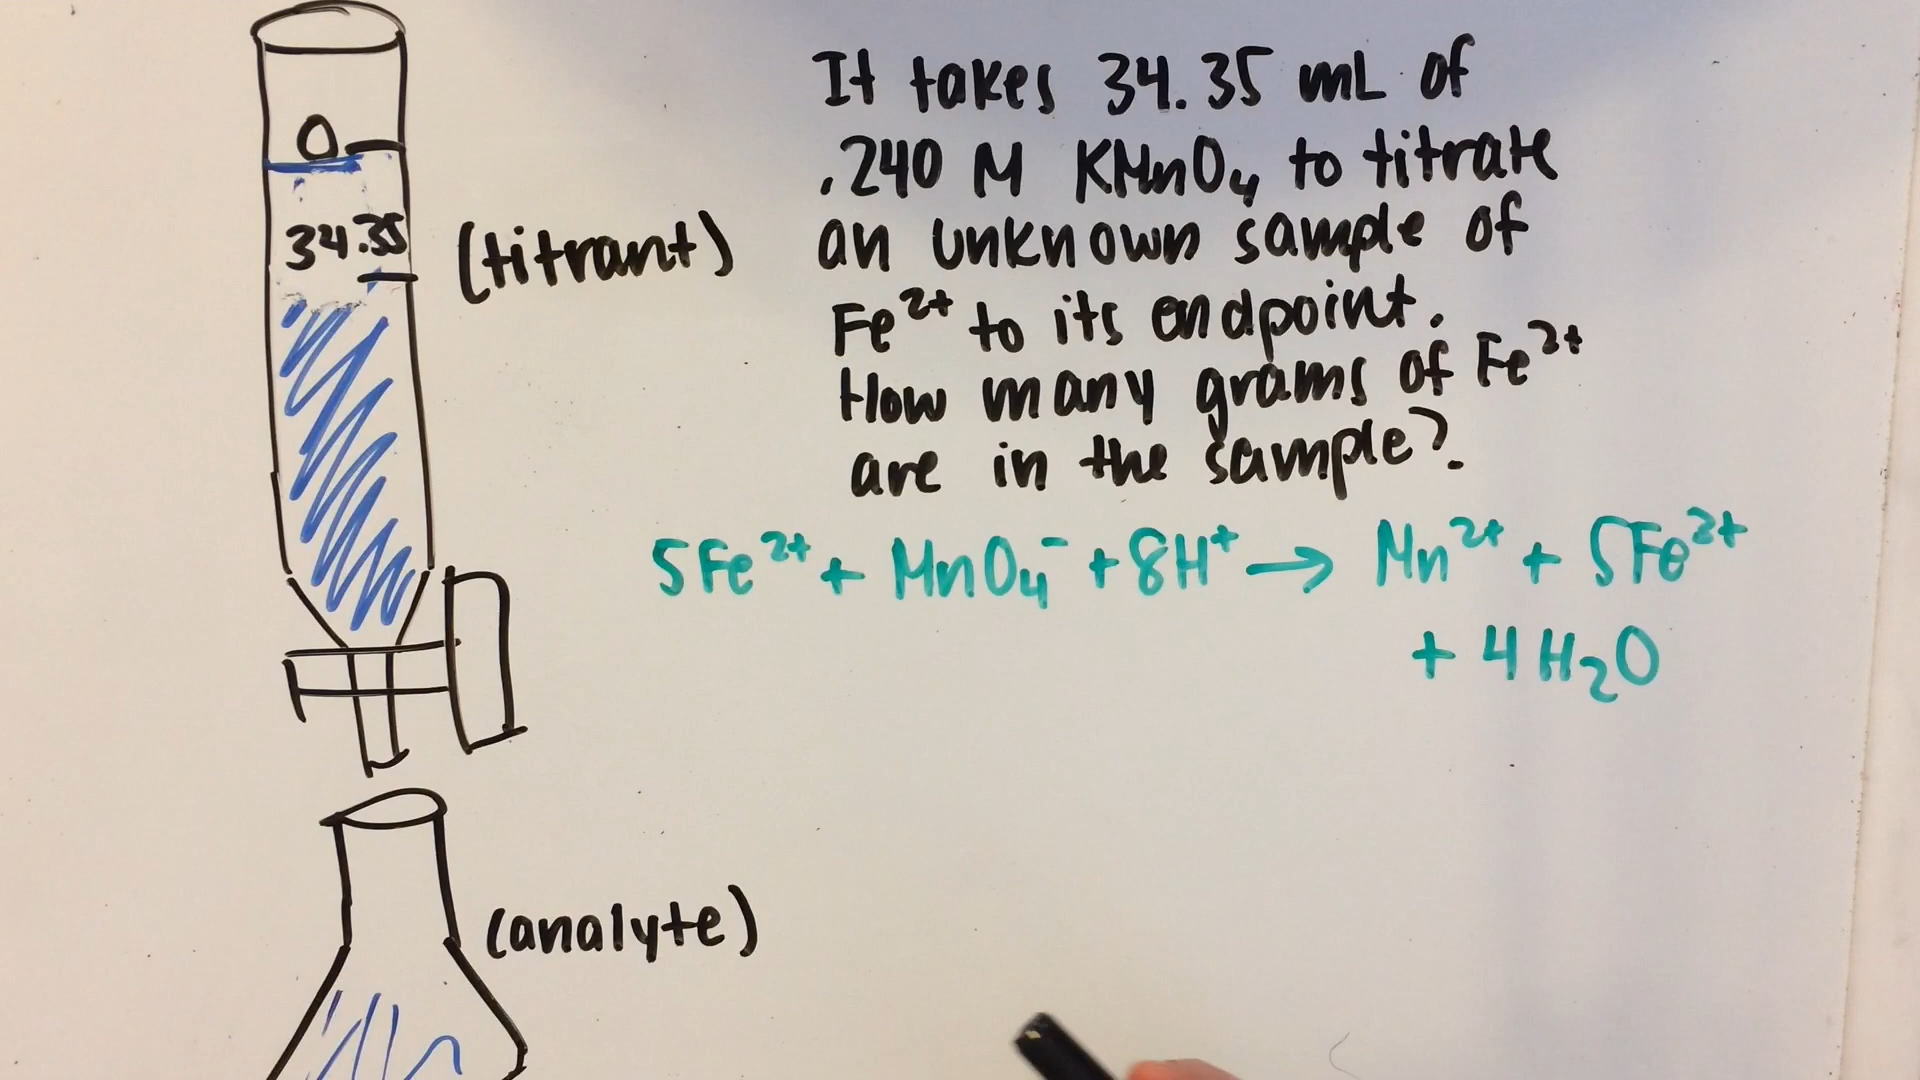 0
34.35
(titrant)
It takes 34.35 mL of
.240 M KMnO₄ to titrate
an unknown sample of
Fe²⁺ to its endpoint.
How many grams of Fe²⁺
are in the sample?
5Fe²⁺ + MnO₄⁻ + 8H⁺ → Mn²⁺ + 5Fe³⁺
+ 4H₂O
(analyte)